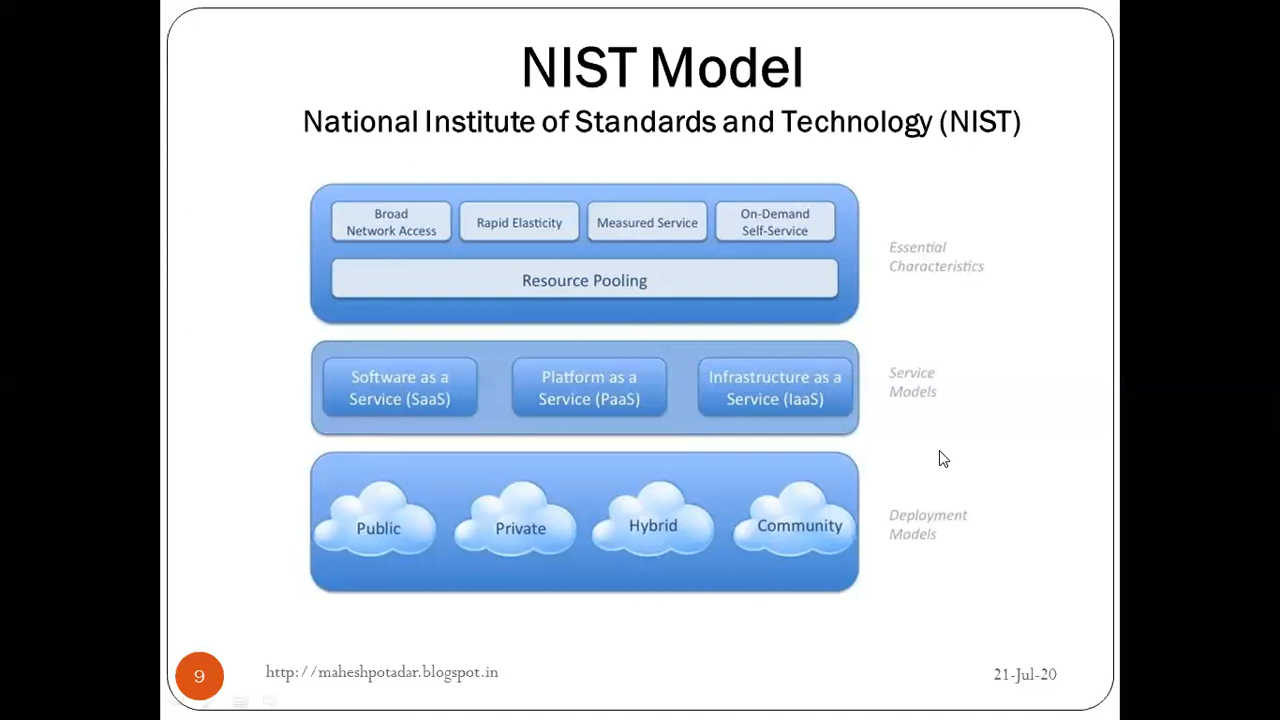 NIST Model
National Institute of Standards and Technology (NIST)
Broad
Network Access
Rapid Elasticity
Measured Service
On-Demand
Self-Service
Resource Pooling
Essential
Characteristics
Software as a
Service (SaaS)
Platform as a
Service (PaaS)
Infrastructure as a
Service (IaaS)
Service
Models
Public
Private
Hybrid
Community
Deployment
Models
9
http://maheshpotadar.blogspot.in
21-Jul-20